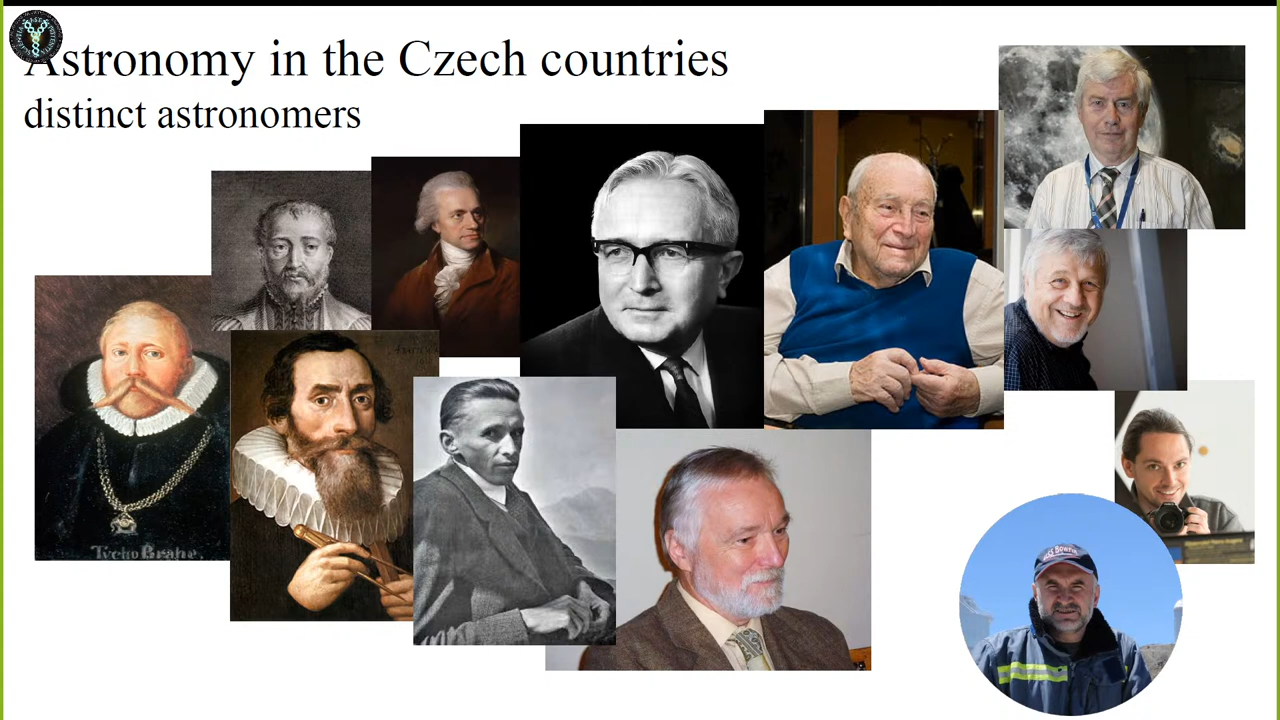 Astronomy in the Czech countries
distinct astronomers
Tycho Brahe.